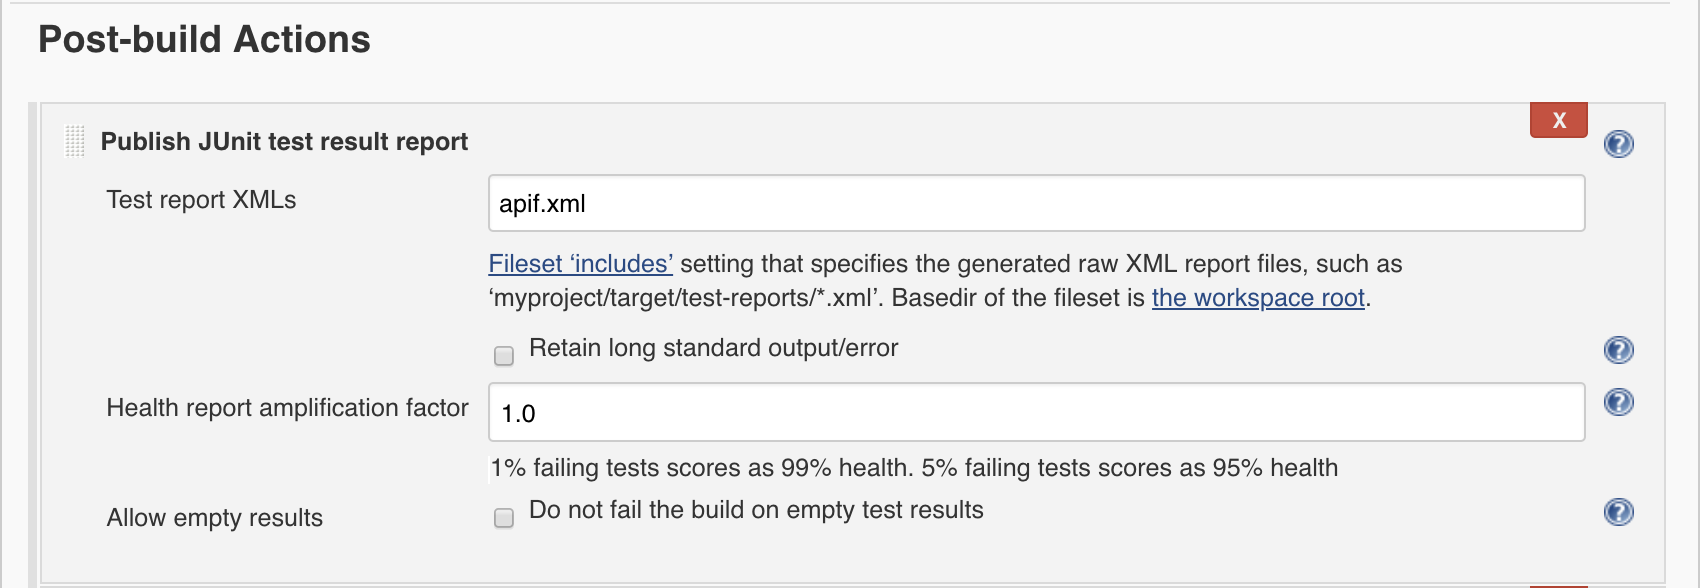 Post-build Actions
X
Publish JUnit test result report
Test report XMLs
apif.xml
Fileset ‘includes’ setting that specifies the generated raw XML report files, such as
‘myproject/target/test-reports/*.xml’. Basedir of the fileset is the workspace root.
Retain long standard output/error
Health report amplification factor
1.0
1% failing tests scores as 99% health. 5% failing tests scores as 95% health
Allow empty results
Do not fail the build on empty test results